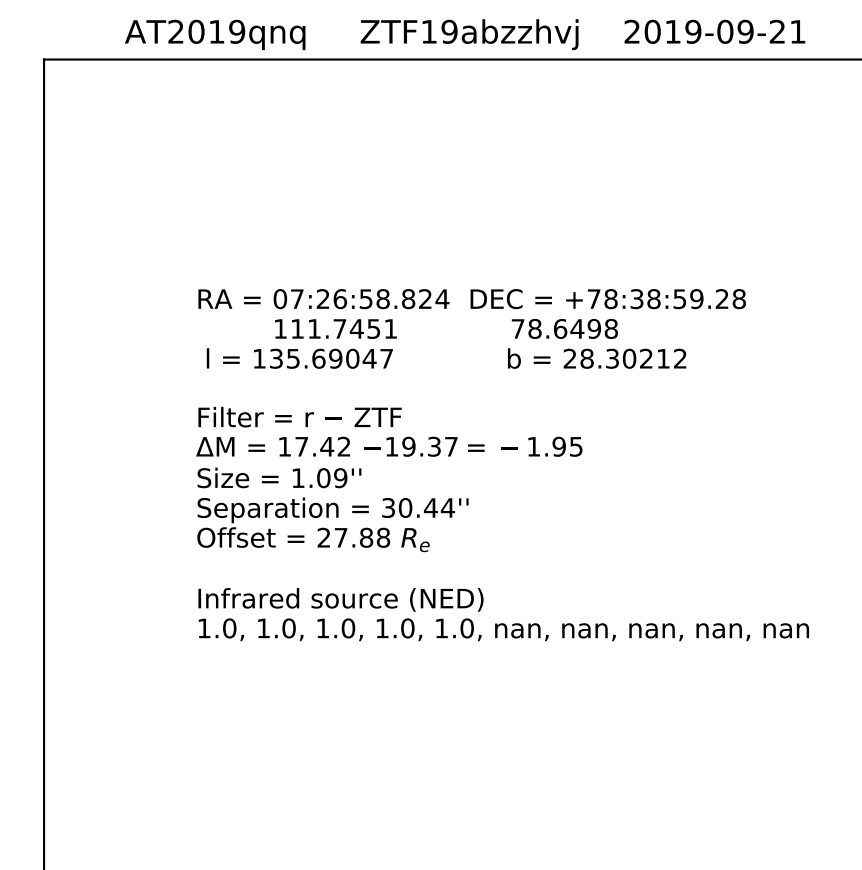 AT2019qnq ZTF19abzzhvj 2019-09-21
RA = 07:26:58.824 DEC = +78:38:59.28
111.7451 78.6498
l = 135.69047 b = 28.30212
Filter = r − ZTF
ΔM = 17.42 −19.37 = − 1.95
Size = 1.09''
Separation = 30.44''
Offset = 27.88 Rₑ
Infrared source (NED)
1.0, 1.0, 1.0, 1.0, 1.0, nan, nan, nan, nan, nan